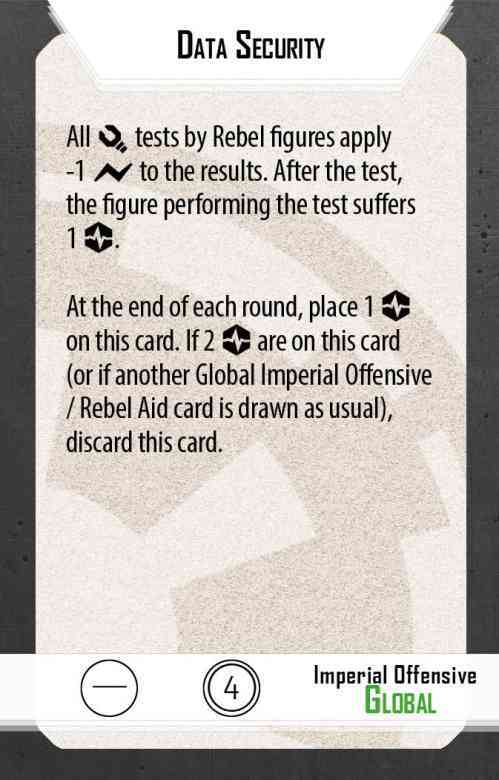 Data Security
All tests by Rebel figures apply
-1 to the results. After the test,
the figure performing the test suffers
1 .
At the end of each round, place 1
on this card. If 2 are on this card
(or if another Global Imperial Offensive
/ Rebel Aid card is drawn as usual),
discard this card.
— 4 Imperial Offensive
Global